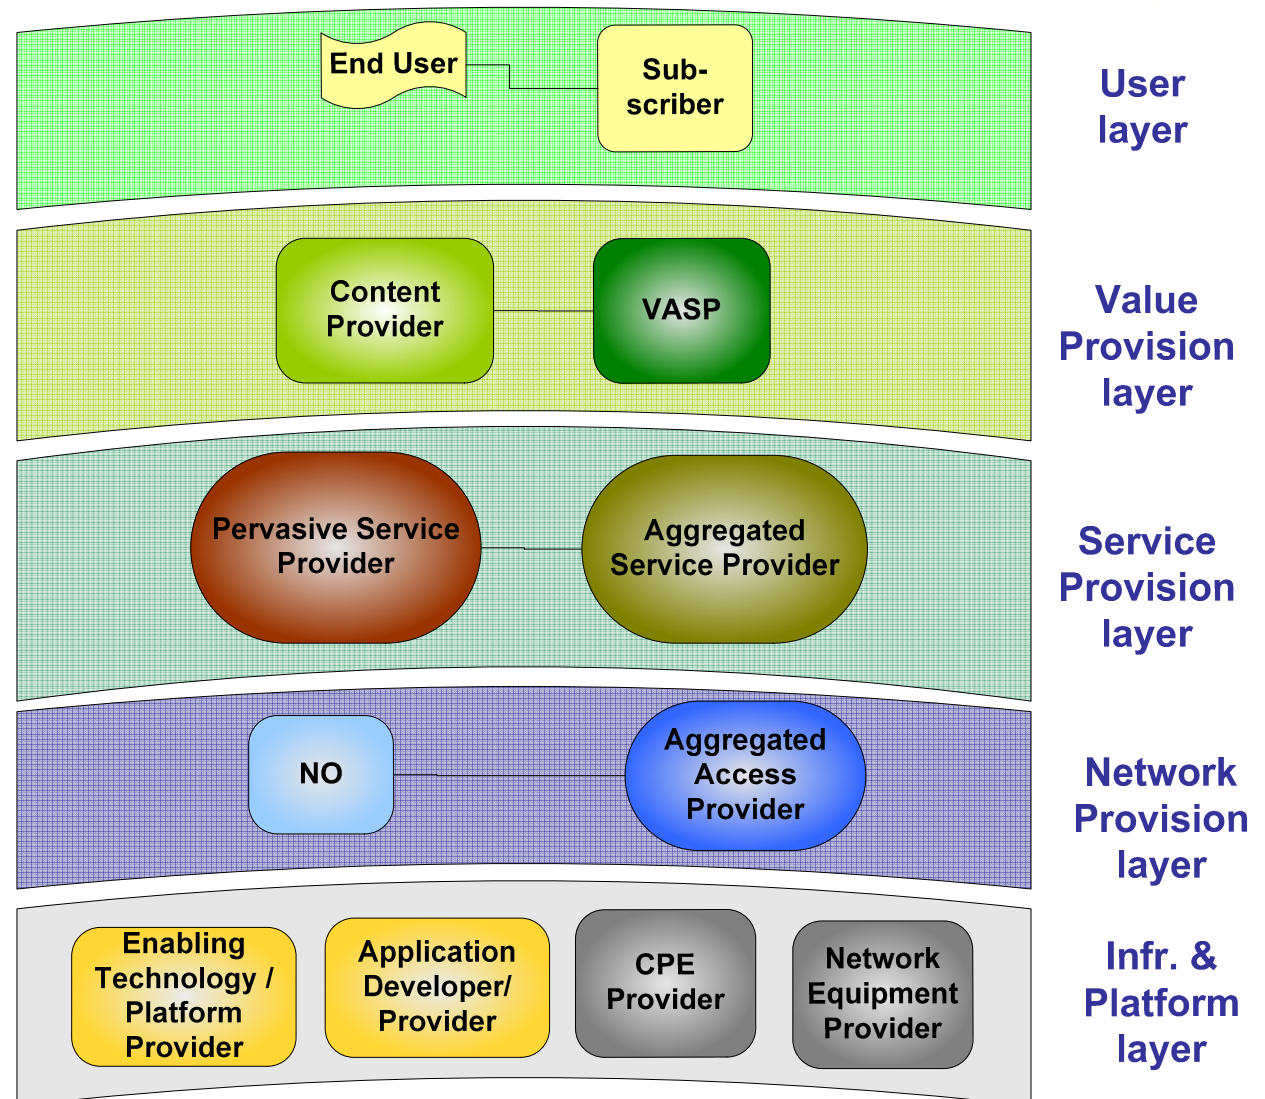 End User
Sub-
scriber
User
layer
Content
Provider
VASP
Value
Provision
layer
Pervasive Service
Provider
Aggregated
Service Provider
Service
Provision
layer
NO
Aggregated
Access
Provider
Network
Provision
layer
Enabling
Technology /
Platform
Provider
Application
Developer/
Provider
CPE
Provider
Network
Equipment
Provider
Infr. &
Platform
layer